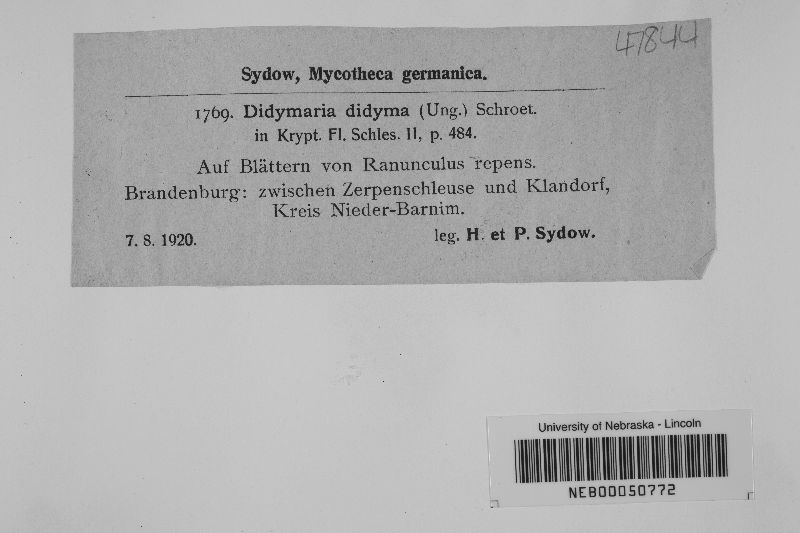 47844
Sydow, Mycotheca germanica.
1769. Didymaria didyma (Ung.) Schroet.
in Krypt. Fl. Schles. II, p. 484.
Auf Blättern von Ranunculus repens.
Brandenburg: zwischen Zerpenschleuse und Klandorf,
Kreis Nieder-Barnim.
7. 8. 1920. leg. H. et P. Sydow.
University of Nebraska - Lincoln
NEB00050772